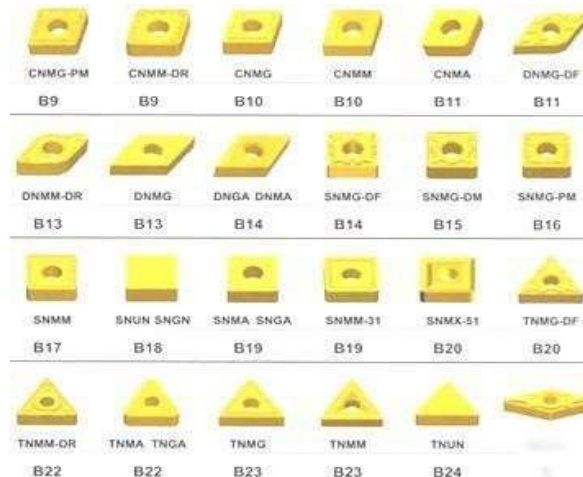 CNMG-PM CNMM-DR CNMG CNMM CNMA DNMG-DF
B9 B9 B10 B10 B11 B11
DNMM-DR DNMG DNGA DNMA SNMG-DF SNMG-DM SNMG-PM
B13 B13 B14 B14 B15 B16
SNMM SNUN SNGN SNMA SNGA SNMM-31 SNMX-51 TNMG-DF
B17 B18 B19 B19 B20 B20
TNMM-DR TNMA TNGA TNMG TNMM TNUN
B22 B22 B23 B23 B24